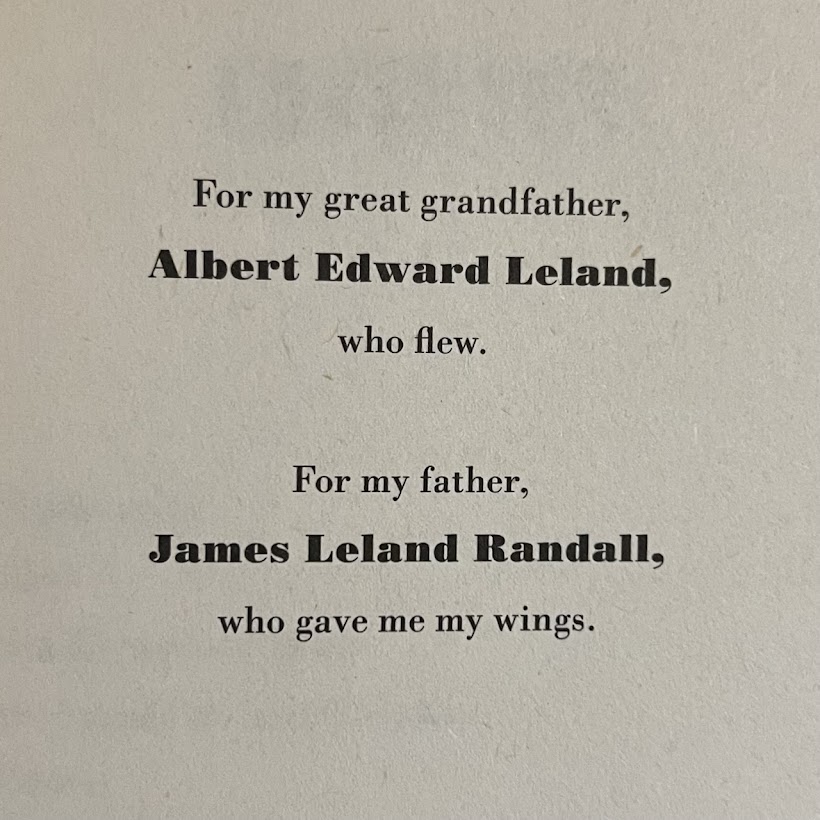 For my great grandfather,
Albert Edward Leland,
who flew.
For my father,
James Leland Randall,
who gave me my wings.